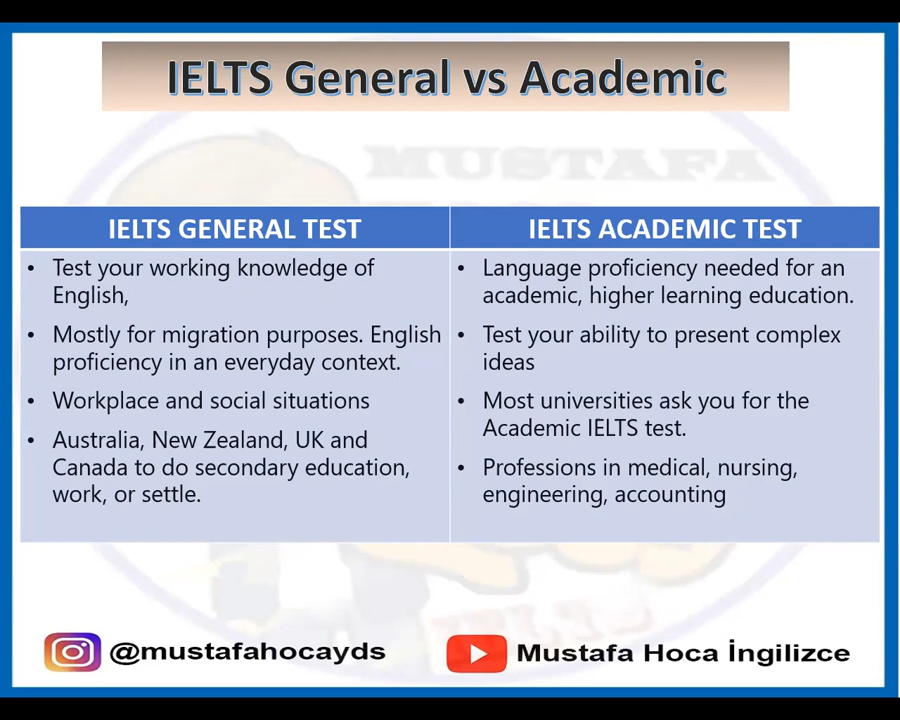 IELTS General vs Academic
MUSTAFA
IELTS GENERAL TEST
• Test your working knowledge of
English,
• Mostly for migration purposes. English
proficiency in an everyday context.
• Workplace and social situations
• Australia, New Zealand, UK and
Canada to do secondary education,
work, or settle.
IELTS ACADEMIC TEST
• Language proficiency needed for an
academic, higher learning education.
• Test your ability to present complex
ideas
• Most universities ask you for the
Academic IELTS test.
• Professions in medical, nursing,
engineering, accounting
IELTS
@mustafahocayds
Mustafa Hoca İngilizce